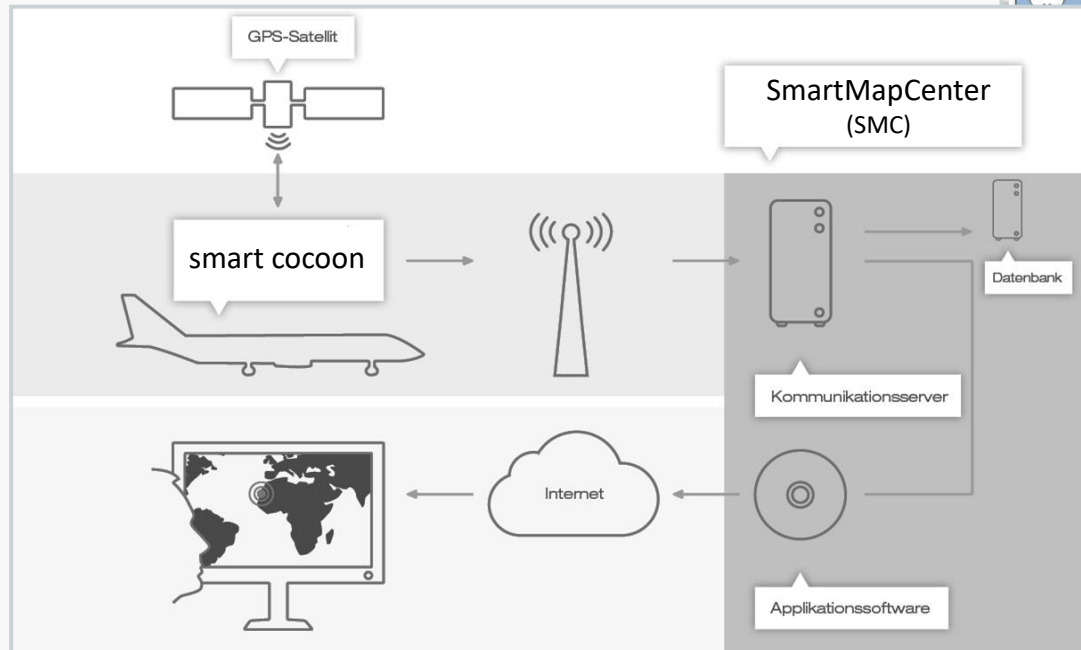 GPS-Satellit
SmartMapCenter
(SMC)
smart cocoon
Datenbank
Kommunikationsserver
Internet
Applikationssoftware